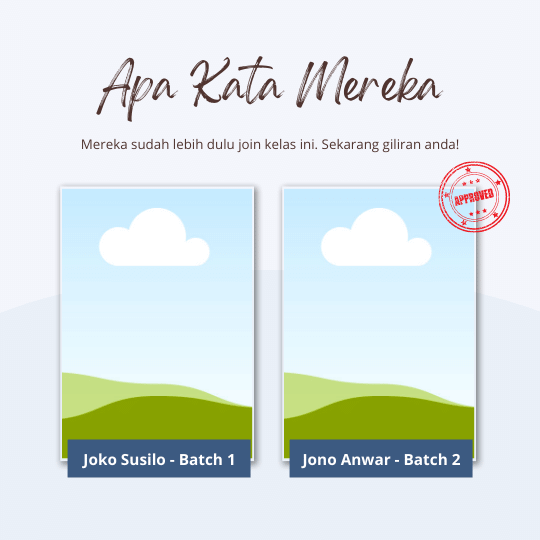 Apa Kata Mereka
Mereka sudah lebih dulu join kelas ini. Sekarang giliran anda!
APPROVED
Joko Susilo - Batch 1
Jono Anwar - Batch 2